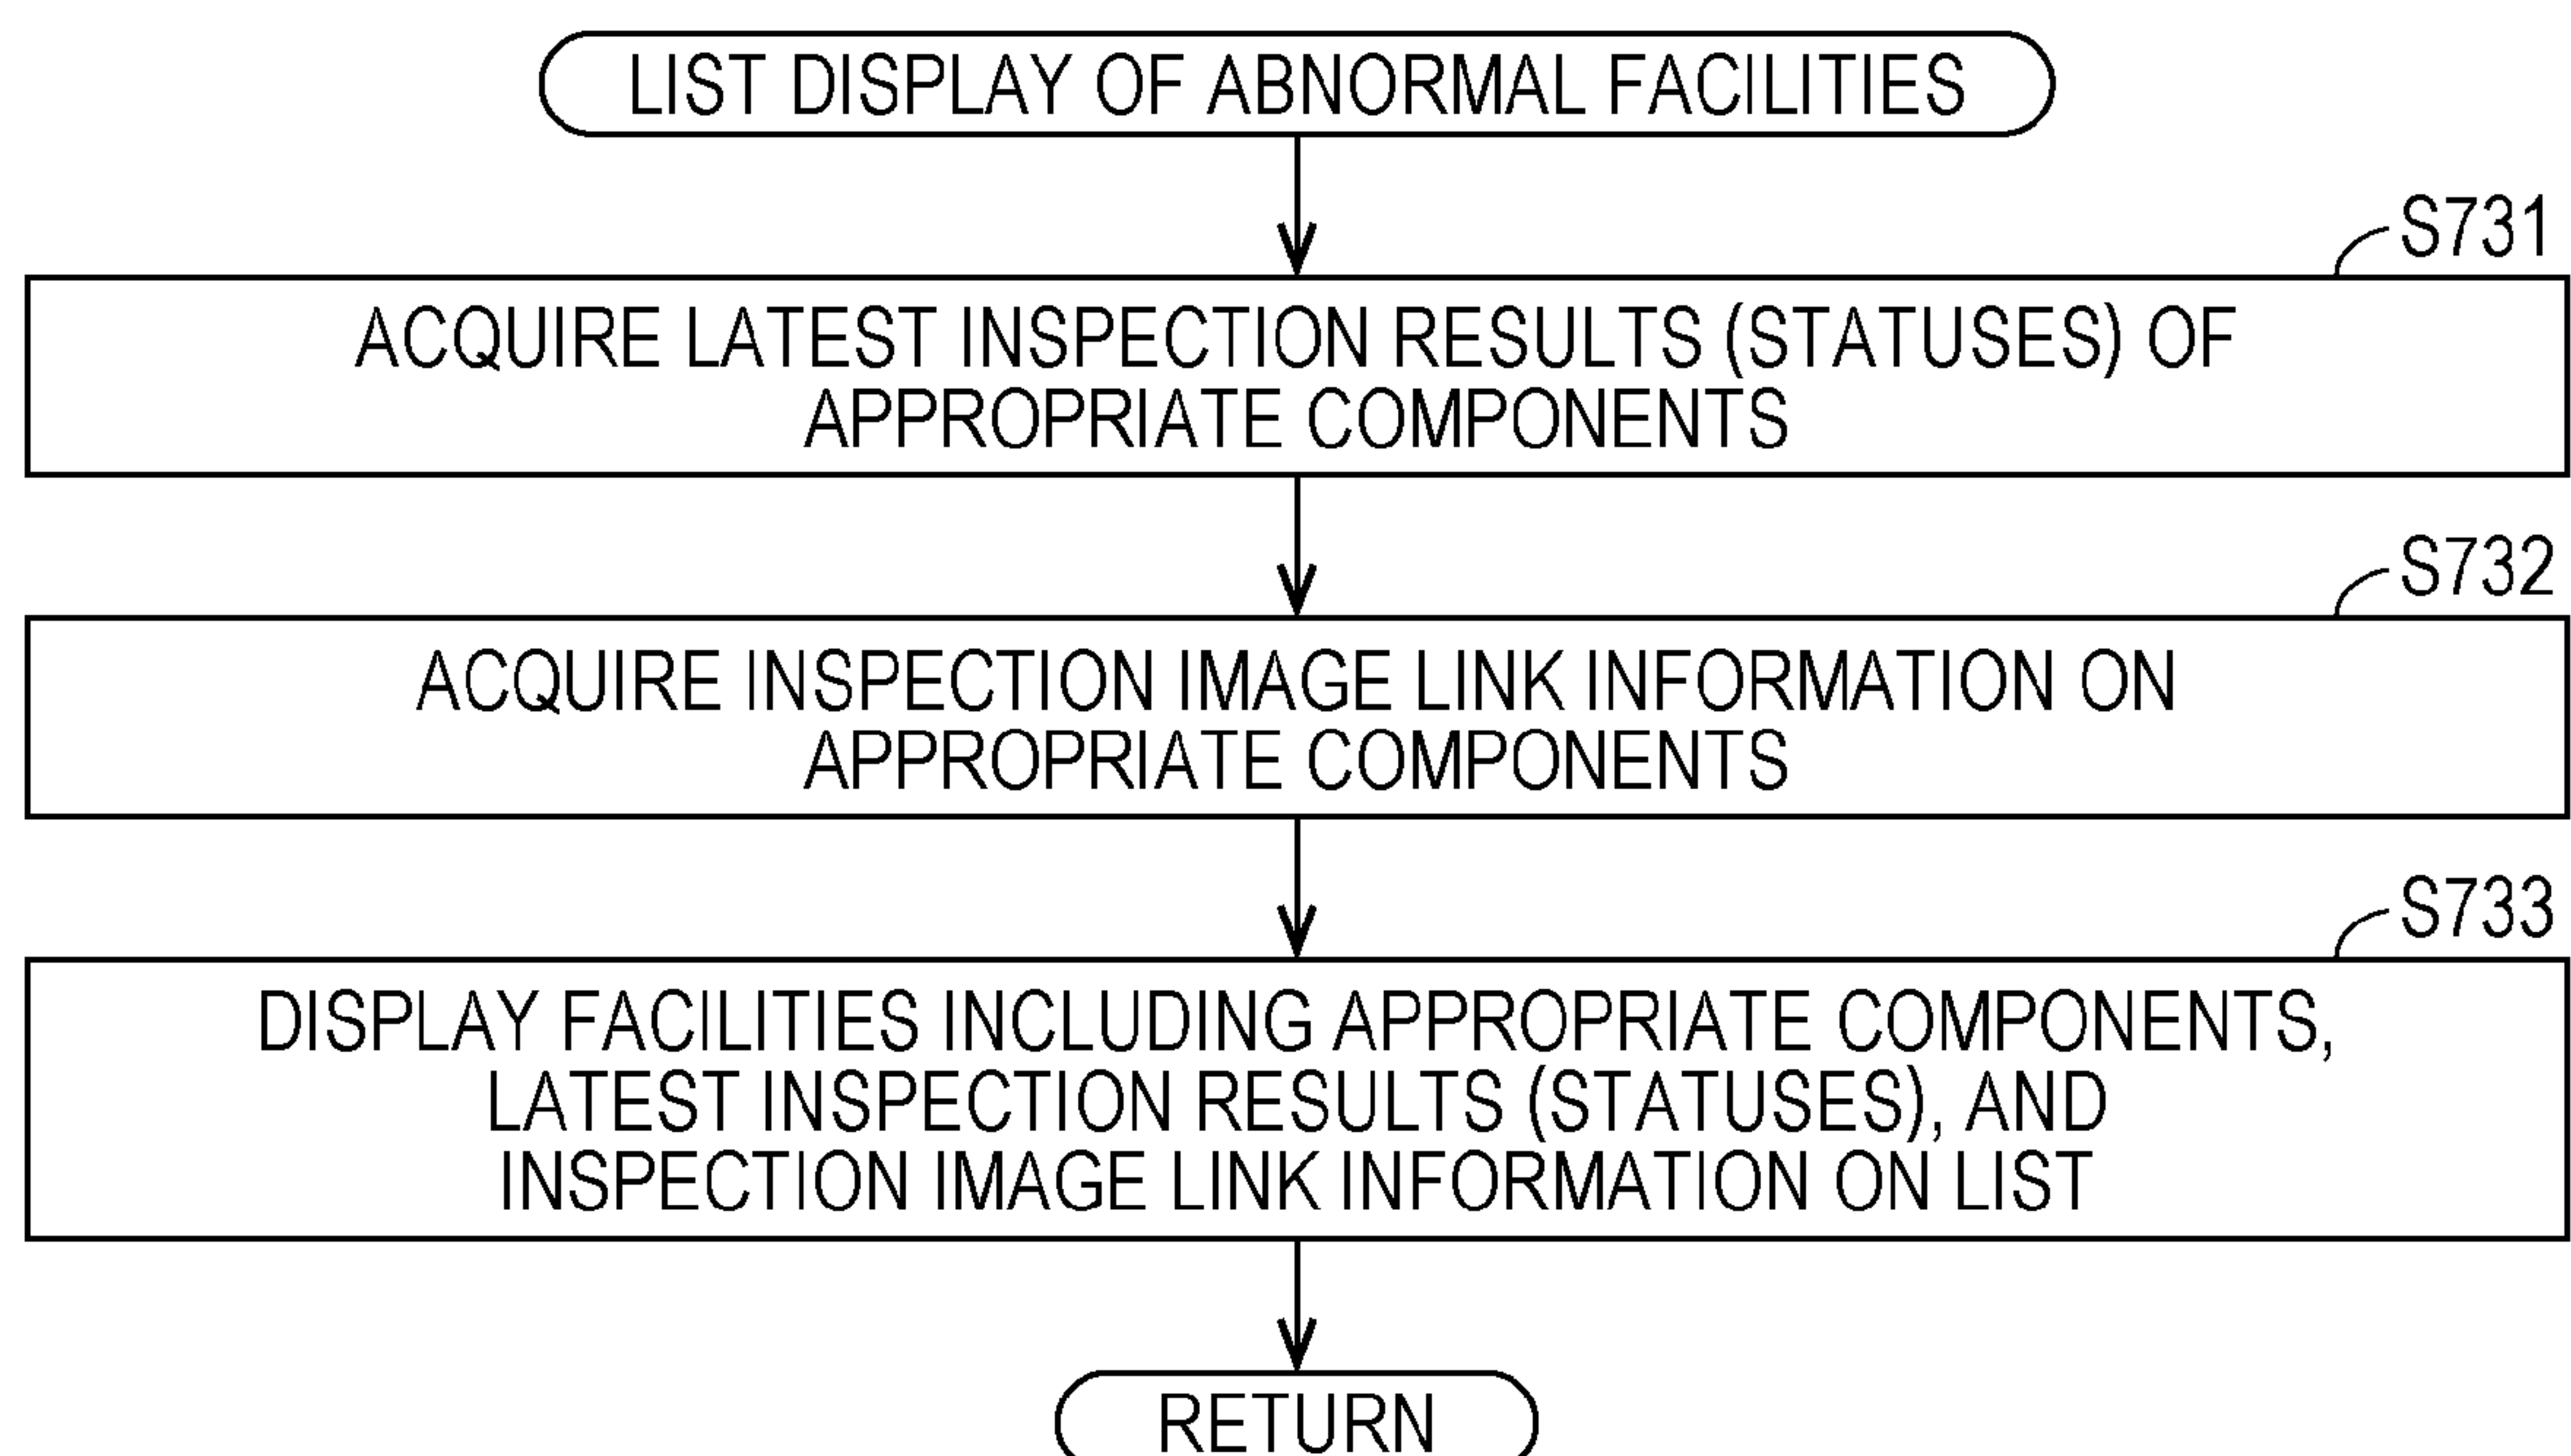 LIST DISPLAY OF ABNORMAL FACILITIES
S731
ACQUIRE LATEST INSPECTION RESULTS (STATUSES) OF
APPROPRIATE COMPONENTS
S732
ACQUIRE INSPECTION IMAGE LINK INFORMATION ON
APPROPRIATE COMPONENTS
S733
DISPLAY FACILITIES INCLUDING APPROPRIATE COMPONENTS,
LATEST INSPECTION RESULTS (STATUSES), AND
INSPECTION IMAGE LINK INFORMATION ON LIST
RETURN